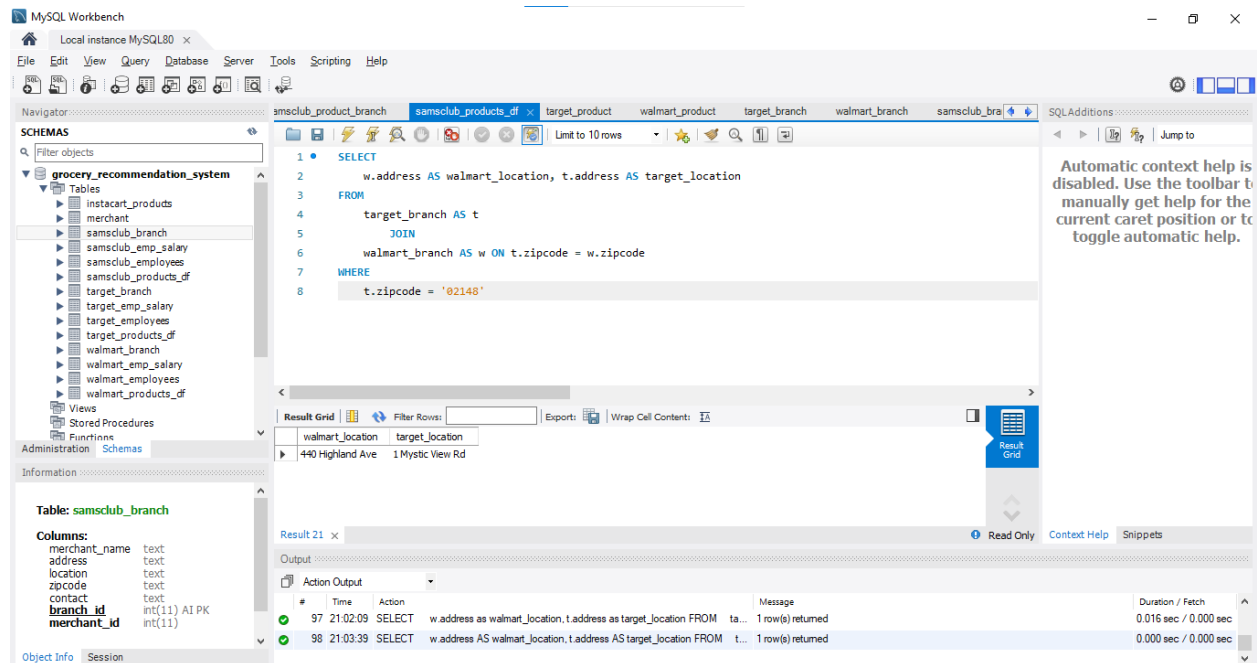 MySQL Workbench
Local instance MySQL80
File Edit View Query Database Server Tools Scripting Help
Navigator
SCHEMAS
Filter objects
grocery_recommendation_system
Tables
instacart_products
merchant
samsclub_branch
samsclub_emp_salary
samsclub_employees
samsclub_products_df
target_branch
target_emp_salary
target_employees
target_products_df
walmart_branch
walmart_emp_salary
walmart_employees
walmart_products_df
Views
Stored Procedures
Functions
Administration Schemas
Information
Table: samsclub_branch
Columns:
merchant_name text
address text
location text
zipcode text
contact text
branch_id int(11) AI PK
merchant_id int(11)
Object Info Session
amsclub_product_branch samsclub_products_df target_product walmart_product target_branch walmart_branch samsclub_bra
Limit to 10 rows
1 SELECT
2 w.address AS walmart_location, t.address AS target_location
3 FROM
4 target_branch AS t
5 JOIN
6 walmart_branch AS w ON t.zipcode = w.zipcode
7 WHERE
8 t.zipcode = '02148'
Result Grid Filter Rows: Export: Wrap Cell Content:
walmart_location target_location
440 Highland Ave 1 Mystic View Rd
Result
Grid
Result 21 Read Only
Output
Action Output
# Time Action Message Duration / Fetch
97 21:02:09 SELECT w.address as walmart_location, t.address as target_location FROM ta... 1 row(s) returned 0.016 sec / 0.000 sec
98 21:03:39 SELECT w.address AS walmart_location, t.address AS target_location FROM t... 1 row(s) returned 0.000 sec / 0.000 sec
SQLAdditions
Jump to
Automatic context help is
disabled. Use the toolbar to
manually get help for the
current caret position or to
toggle automatic help.
Context Help Snippets